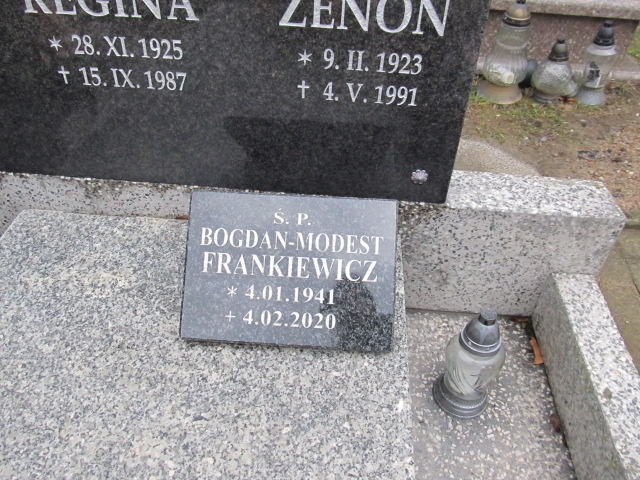 REGINA
* 28. XI. 1925
† 15. IX. 1987
ZENON
* 9. II. 1923
† 4. V. 1991
Ś. P.
BOGDAN-MODEST
FRANKIEWICZ
* 4.01.1941
+ 4.02.2020